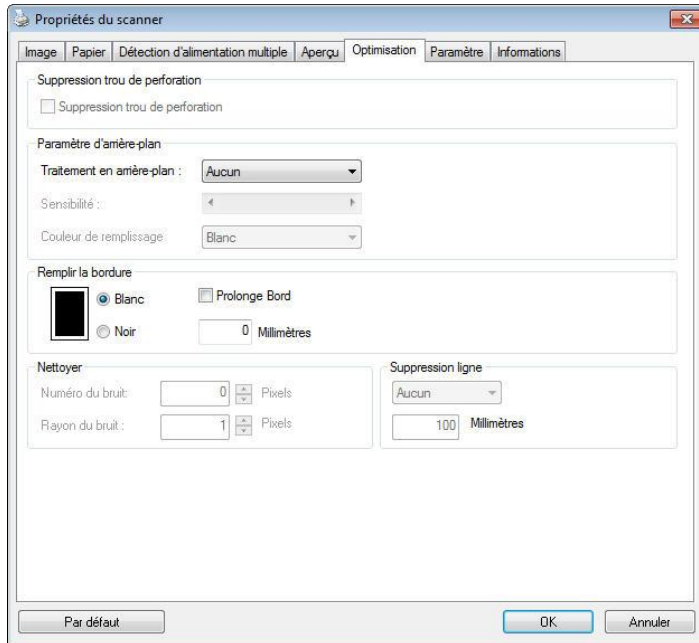 Propriétés du scanner
Image Papier Détection d'alimentation multiple Aperçu Optimisation Paramètre Informations
Suppression trou de perforation
Suppression trou de perforation
Paramètre d'arrière-plan
Traitement en arrière-plan : Aucun
Sensibilité :
Couleur de remplissage Blanc
Remplir la bordure
Blanc Prolonge Bord
Noir 0 Millimètres
Nettoyer Suppression ligne
Numéro du bruit: 0 Pixels Aucun
Rayon du bruit : 1 Pixels 100 Millimètres
Par défaut OK Annuler